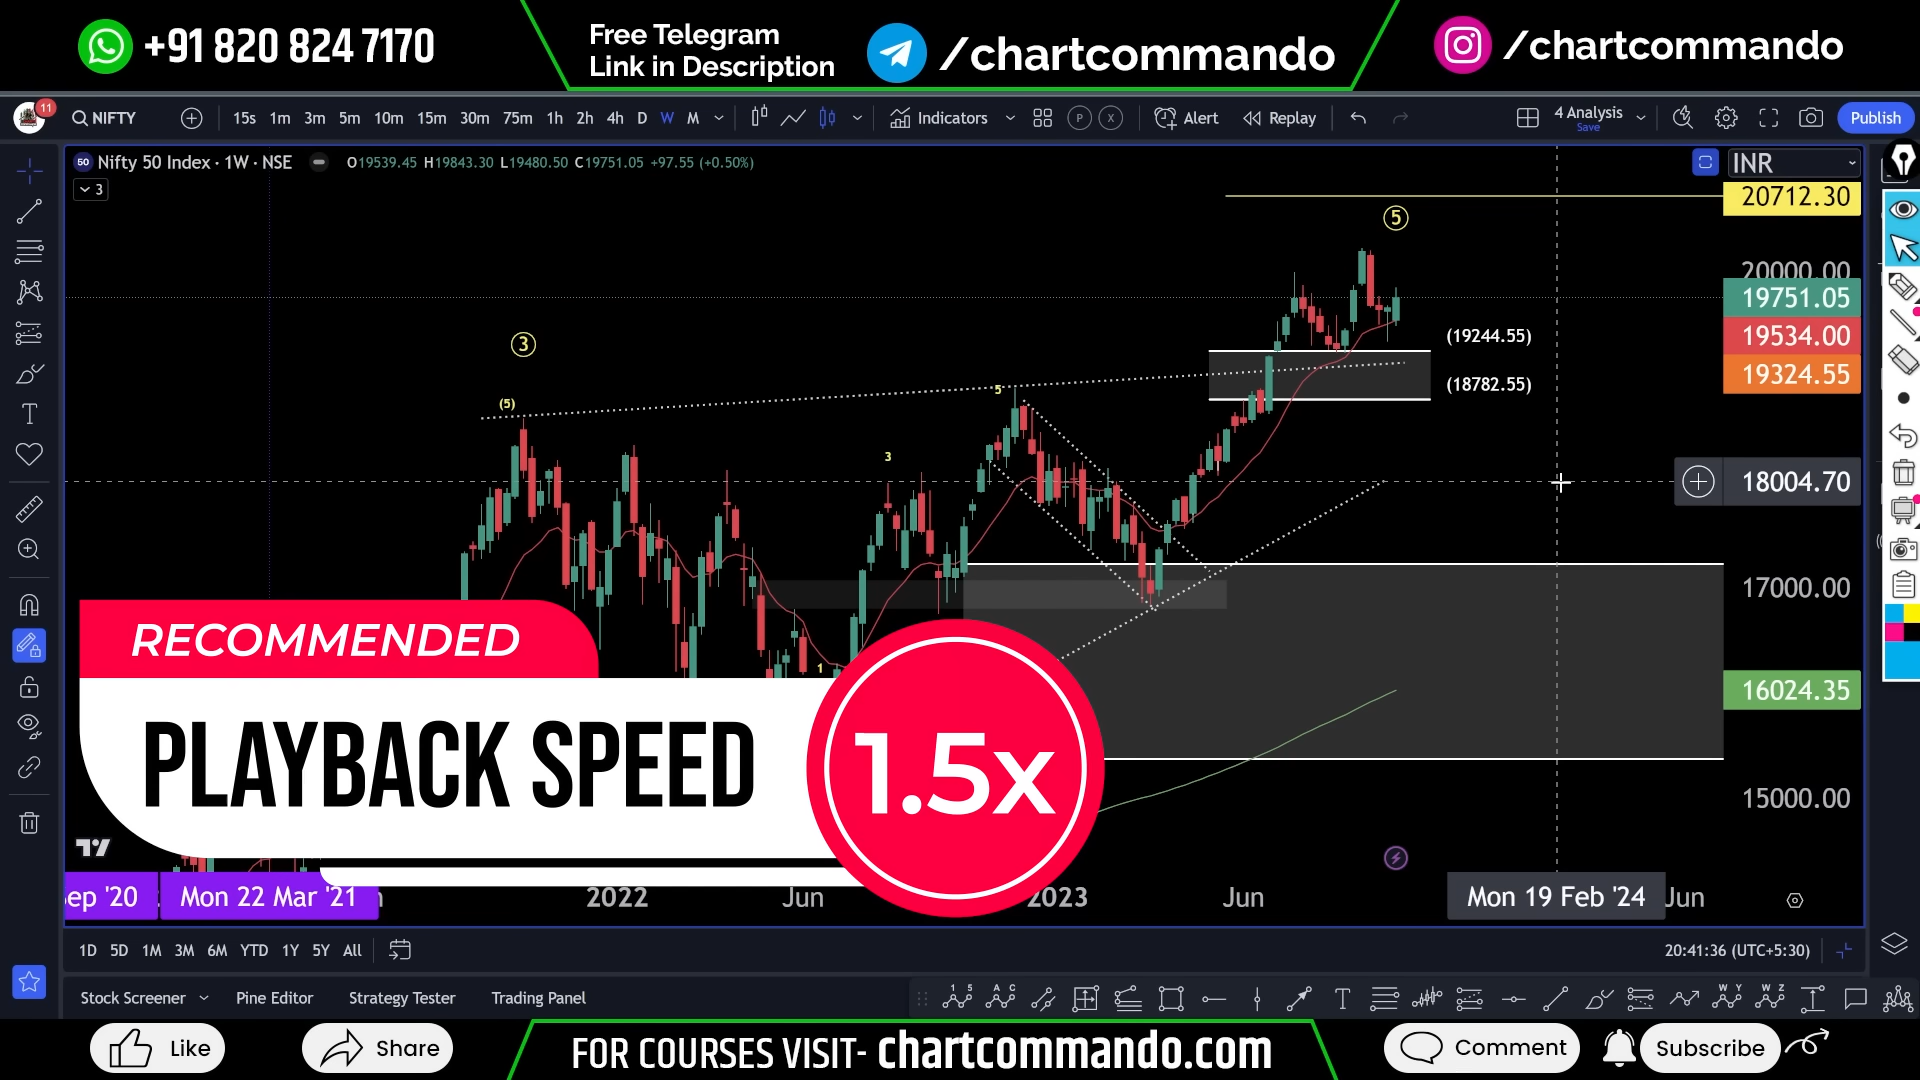 +91 820 824 7170
Free Telegram
Link in Description
/chartcommando
/chartcommando
11
NIFTY
15s 1m 3m 5m 10m 15m 30m 75m 1h 2h 4h D W M
Indicators
P X
Alert
Replay
4 Analysis
Save
Publish
50 Nifty 50 Index · 1W · NSE
O19539.45 H19843.30 L19480.50 C19751.05 +97.55 (+0.50%)
INR
3
20712.30
5
20000.00
19751.05
(19244.55)
19534.00
3
19324.55
(18782.55)
5
(5)
3
18004.70
17000.00
RECOMMENDED
1
16024.35
PLAYBACK SPEED
1.5x
15000.00
Sep '20
Mon 22 Mar '21
2022
Jun
2023
Jun
Mon 19 Feb '24
Jun
1D 5D 1M 3M 6M YTD 1Y 5Y All
20:41:36 (UTC+5:30)
Stock Screener
Pine Editor
Strategy Tester
Trading Panel
Like
Share
FOR COURSES VISIT- chartcommando.com
Comment
Subscribe